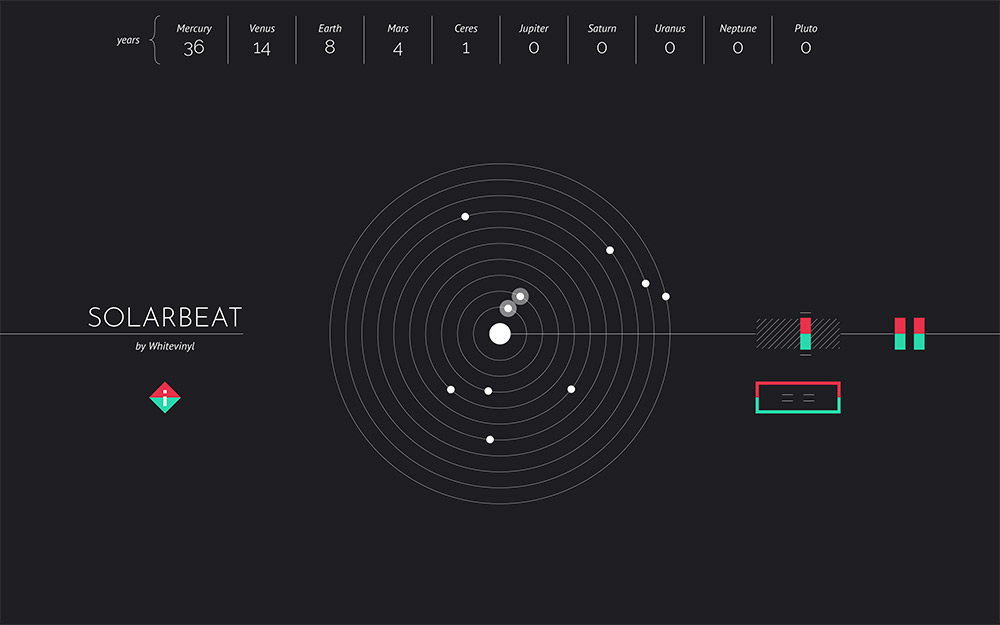 years
Mercury Venus Earth Mars Ceres Jupiter Saturn Uranus Neptune Pluto
36 14 8 4 1 0 0 0 0 0
SOLARBEAT
by Whitevinyl
i